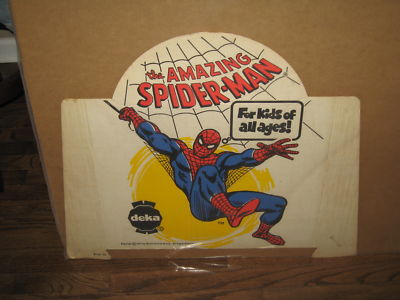 the AMAZING
SPIDER-MAN
For kids of
all ages!
deka